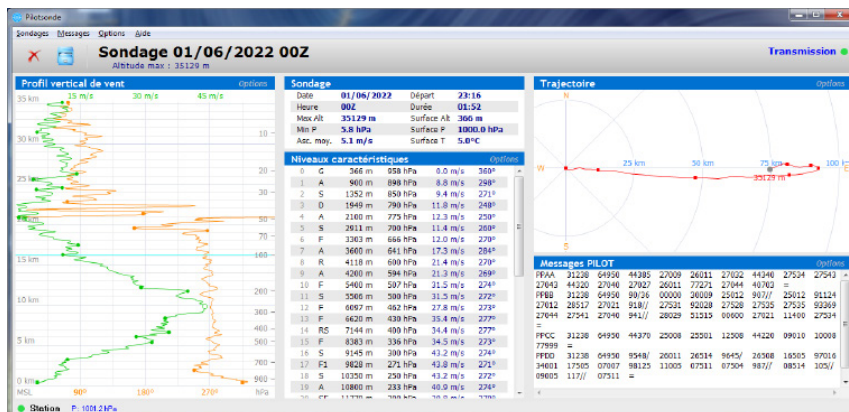 Pilotsonde
Sondages Messages Options Aide
Sondage 01/06/2022 00Z
Altitude max : 35129 m
Transmission
Profil vertical de vent Options
35 km 15 m/s 30 m/s 45 m/s
30 km
25 km
15 km
10 km
5 km
0 km
10
20
30
50
70
100
200
300
400
500
700
900
MSL 90° 180° 270° hPa
Station P: 1001.2 hPa
Sondage
Date 01/06/2022 Départ 23:16
Heure 00Z Durée 01:52
Max Alt 35129 m Surface Alt 366 m
Min P 5.8 hPa Surface P 1000.0 hPa
Asc. moy. 5.1 m/s Surface T 5.0°C
Niveaux caractéristiques Options
0 G 366 m 958 hPa 0.0 m/s 360°
1 A 900 m 898 hPa 8.8 m/s 298°
2 S 1352 m 850 hPa 9.4 m/s 271°
3 D 1949 m 790 hPa 11.8 m/s 248°
4 A 2100 m 775 hPa 12.3 m/s 250°
5 S 2911 m 700 hPa 11.4 m/s 260°
6 F 3303 m 666 hPa 12.0 m/s 270°
7 A 3600 m 641 hPa 17.3 m/s 284°
8 R 4118 m 600 hPa 21.4 m/s 270°
9 A 4200 m 594 hPa 21.3 m/s 269°
10 F 5400 m 507 hPa 31.5 m/s 274°
11 S 5506 m 500 hPa 31.5 m/s 272°
12 F 6097 m 462 hPa 27.8 m/s 273°
13 F 6620 m 430 hPa 35.4 m/s 277°
14 RS 7144 m 400 hPa 34.4 m/s 277°
15 F 8383 m 336 hPa 34.5 m/s 273°
16 S 9145 m 300 hPa 43.2 m/s 274°
17 F1 9828 m 271 hPa 43.8 m/s 271°
18 S 10350 m 250 hPa 43.2 m/s 272°
19 A 10800 m 233 hPa 40.9 m/s 274°
Trajectoire Options
N
W 25 km 50 km 75 km 100 km E
35129 m
S
Messages PILOT Options
PPAA 31238 64950 44385 27009 26011 27032 44340 27534 27543
27043 44320 27040 27027 26011 77271 27044 40703 =
PPBB 31238 64950 90/36 00000 30009 25012 907// 25012 91124
27012 28517 27021 918// 27531 92028 27528 27535 27535 93369
27044 27541 27040 941// 28029 51515 00600 27021 11400 27534
=
PPCC 31238 64950 44370 25008 25501 12508 44220 09010 10008
77999 =
PPDD 31238 64950 9548/ 26011 26514 9645/ 26508 16505 97016
34001 17505 07007 98125 11005 07511 07504 987// 08514 105//
09005 117// 07511 =